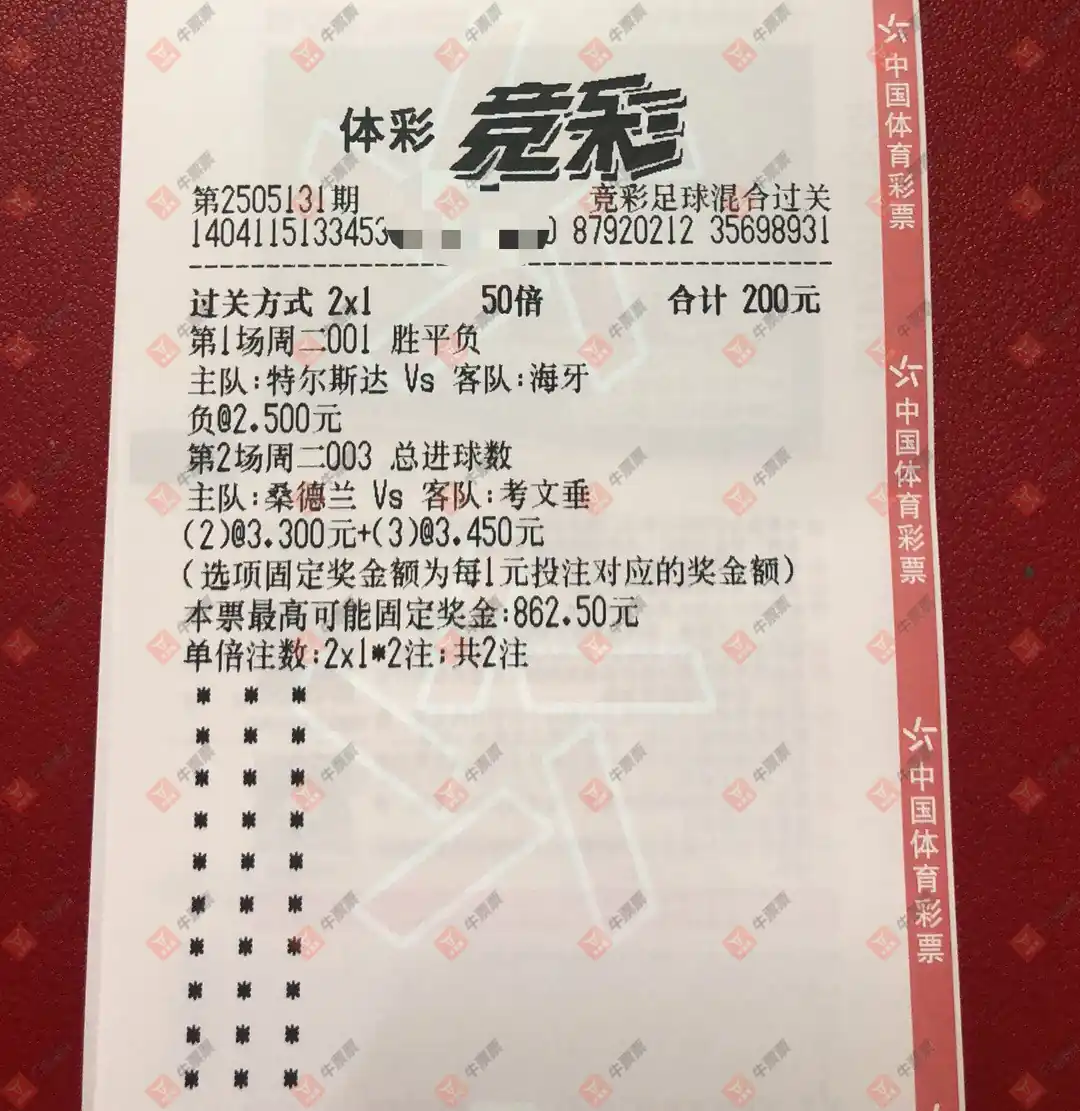 体彩 竞彩
第2505131期 竞彩足球混合过关
1404115133453 87920212 35698931
过关方式 2x1 50倍 合计 200元
第1场周二001 胜平负
主队:特尔斯达 Vs 客队:海牙
负@2.500元
第2场周二003 总进球数
主队:桑德兰 Vs 客队:考文垂
(2)@3.300元+(3)@3.450元
(选项固定奖金额为每1元投注对应的奖金额)
本票最高可能固定奖金:862.50元
单倍注数:2x1*2注;共2注
* * *
* * *
* * *
* * *
* * *
* * *
* * *
* * *
* * *
* * *
中国体育彩票
中国体育彩票
中国体育彩票
牛票票